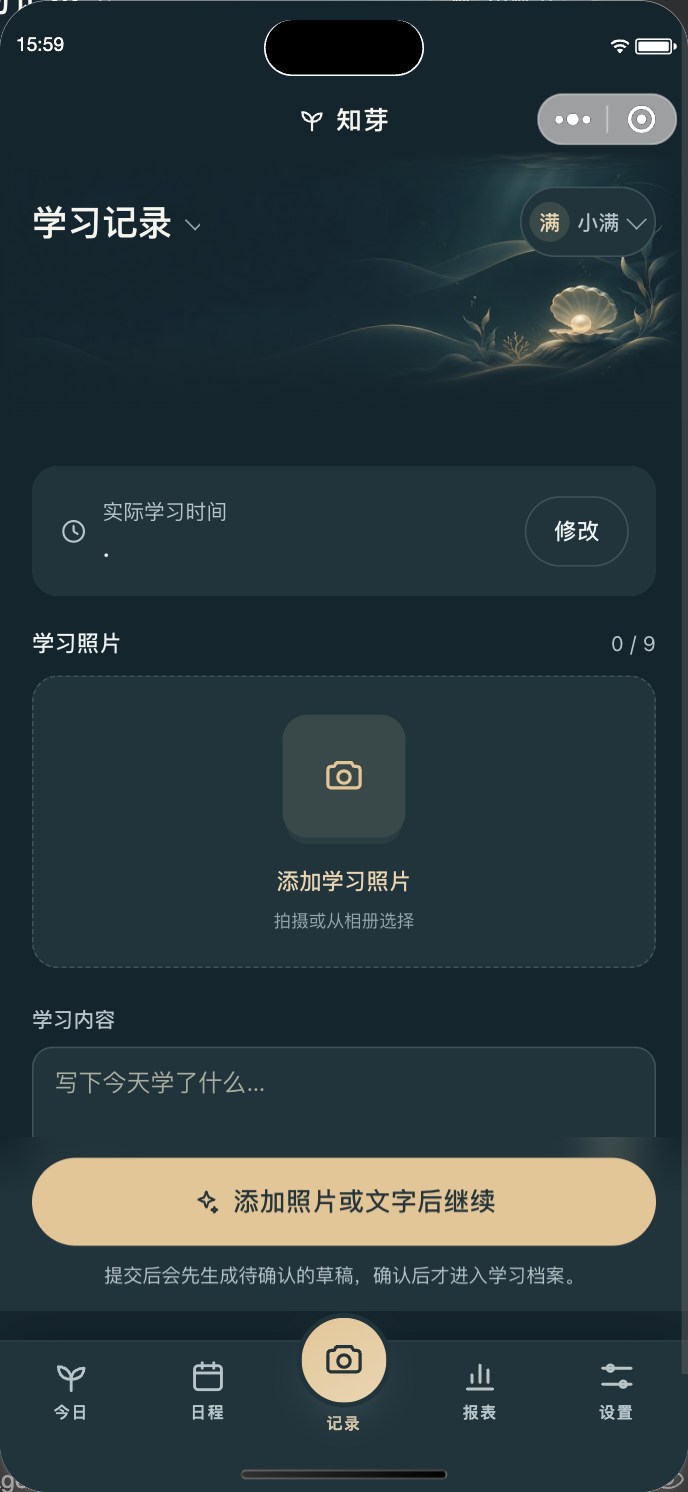 15:59
知芽
学习记录
满 小满
实际学习时间
·
修改
学习照片
0 / 9
添加学习照片
拍摄或从相册选择
学习内容
写下今天学了什么...
添加照片或文字后继续
提交后会先生成待确认的草稿，确认后才进入学习档案。
今日
日程
记录
报表
设置